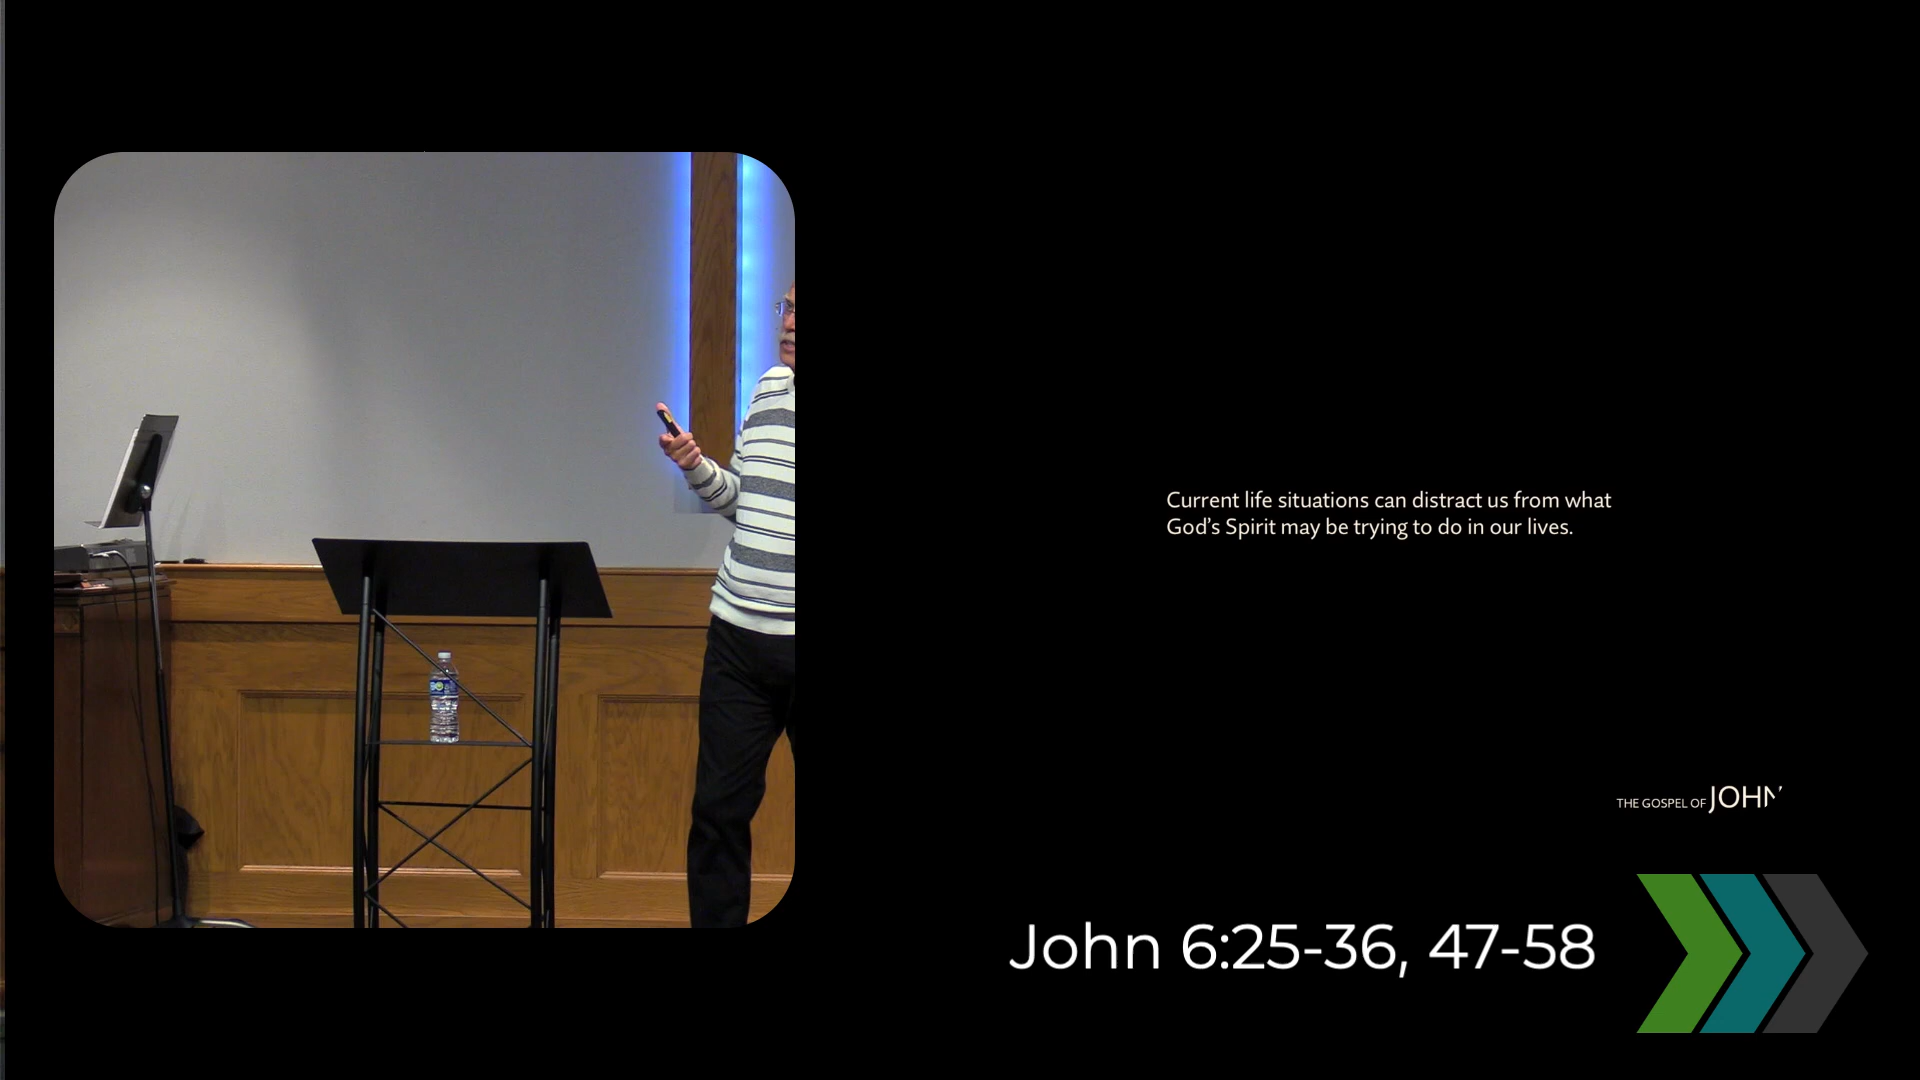 Current life situations can distract us from what
God's Spirit may be trying to do in our lives.
THE GOSPEL OF JOHN
John 6:25-36, 47-58